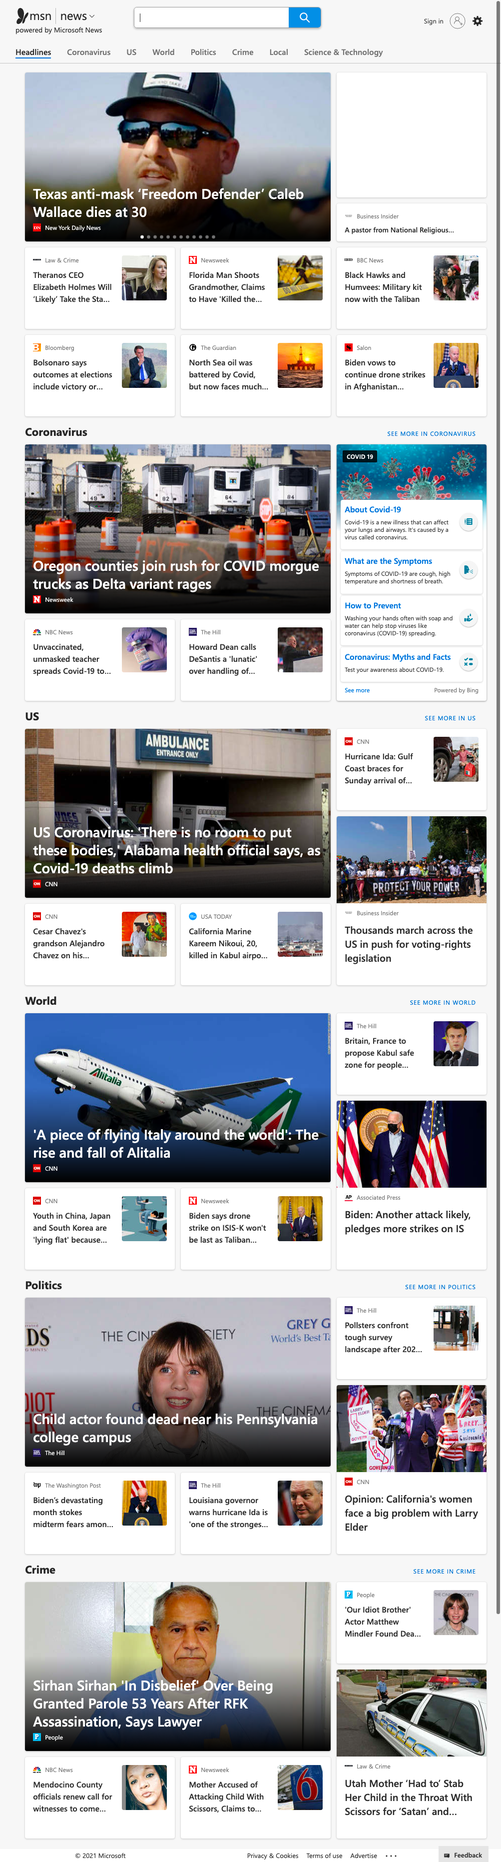 msn news
powered by Microsoft News
Sign in
Headlines Coronavirus US World Politics Crime Local Science & Technology
Texas anti-mask ‘Freedom Defender’ Caleb
Wallace dies at 30
New York Daily News
Business Insider
A pastor from National Religious...
Law & Crime
Theranos CEO
Elizabeth Holmes Will
‘Likely’ Take the Sta...
Newsweek
Florida Man Shoots
Grandmother, Claims
to Have 'Killed the...
BBC News
Black Hawks and
Humvees: Military kit
now with the Taliban
Bloomberg
Bolsonaro says
outcomes at elections
include victory or...
The Guardian
North Sea oil was
battered by Covid,
but now faces much...
Salon
Biden vows to
continue drone strikes
in Afghanistan...
Coronavirus
SEE MORE IN CORONAVIRUS
48
82
84
Oregon counties join rush for COVID morgue
trucks as Delta variant rages
Newsweek
COVID 19
About Covid-19
Covid-19 is a new illness that can affect
your lungs and airways. It's caused by a
virus called coronavirus.
What are the Symptoms
Symptoms of COVID-19 are cough, high
temperature and shortness of breath.
How to Prevent
Washing your hands often with soap and
water can help stop viruses like
coronavirus (COVID-19) spreading.
Coronavirus: Myths and Facts
Test your awareness about COVID-19.
See more Powered by Bing
NBC News
Unvaccinated,
unmasked teacher
spreads Covid-19 to...
The Hill
Howard Dean calls
DeSantis a 'lunatic'
over handling of...
US
SEE MORE IN US
AMBULANCE
ENTRANCE ONLY
US Coronavirus: 'There is no room to put
these bodies,' Alabama health official says, as
Covid-19 deaths climb
CNN
CNN
Hurricane Ida: Gulf
Coast braces for
Sunday arrival of...
PROTECT YOUR POWER
Business Insider
Thousands march across the
US in push for voting-rights
legislation
CNN
Cesar Chavez's
grandson Alejandro
Chavez on his...
USA TODAY
California Marine
Kareem Nikoui, 20,
killed in Kabul airpo...
World
SEE MORE IN WORLD
Alitalia
'A piece of flying Italy around the world': The
rise and fall of Alitalia
CNN
The Hill
Britain, France to
propose Kabul safe
zone for people...
AP Associated Press
Biden: Another attack likely,
pledges more strikes on IS
CNN
Youth in China, Japan
and South Korea are
'lying flat' because...
Newsweek
Biden says drone
strike on ISIS-K won't
be last as Taliban...
Politics
SEE MORE IN POLITICS
DS
THE CINEMA SOCIETY
GREY G
World's Best Ta
THE CINEMA
Child actor found dead near his Pennsylvania
college campus
The Hill
The Hill
Pollsters confront
tough survey
landscape after 202...
CNN
Opinion: California's women
face a big problem with Larry
Elder
wp The Washington Post
Biden’s devastating
month stokes
midterm fears amon...
The Hill
Louisiana governor
warns hurricane Ida is
'one of the stronges...
Crime
SEE MORE IN CRIME
Sirhan Sirhan 'In Disbelief' Over Being
Granted Parole 53 Years After RFK
Assassination, Says Lawyer
People
People
'Our Idiot Brother'
Actor Matthew
Mindler Found Dea...
Law & Crime
Utah Mother ‘Had to’ Stab
Her Child in the Throat With
Scissors for ‘Satan’ and...
NBC News
Mendocino County
officials renew call for
witnesses to come...
Newsweek
Mother Accused of
Attacking Child With
Scissors, Claims to...
6
© 2021 Microsoft Privacy & Cookies Terms of use Advertise
Feedback